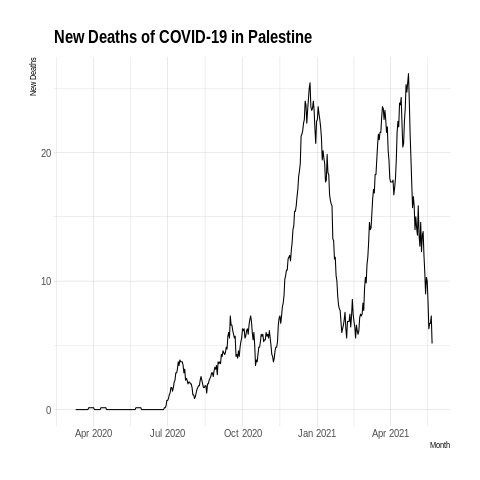 New Deaths of COVID-19 in Palestine
New Deaths
20
10
0
Apr 2020
Jul 2020
Oct 2020
Jan 2021
Apr 2021
Month